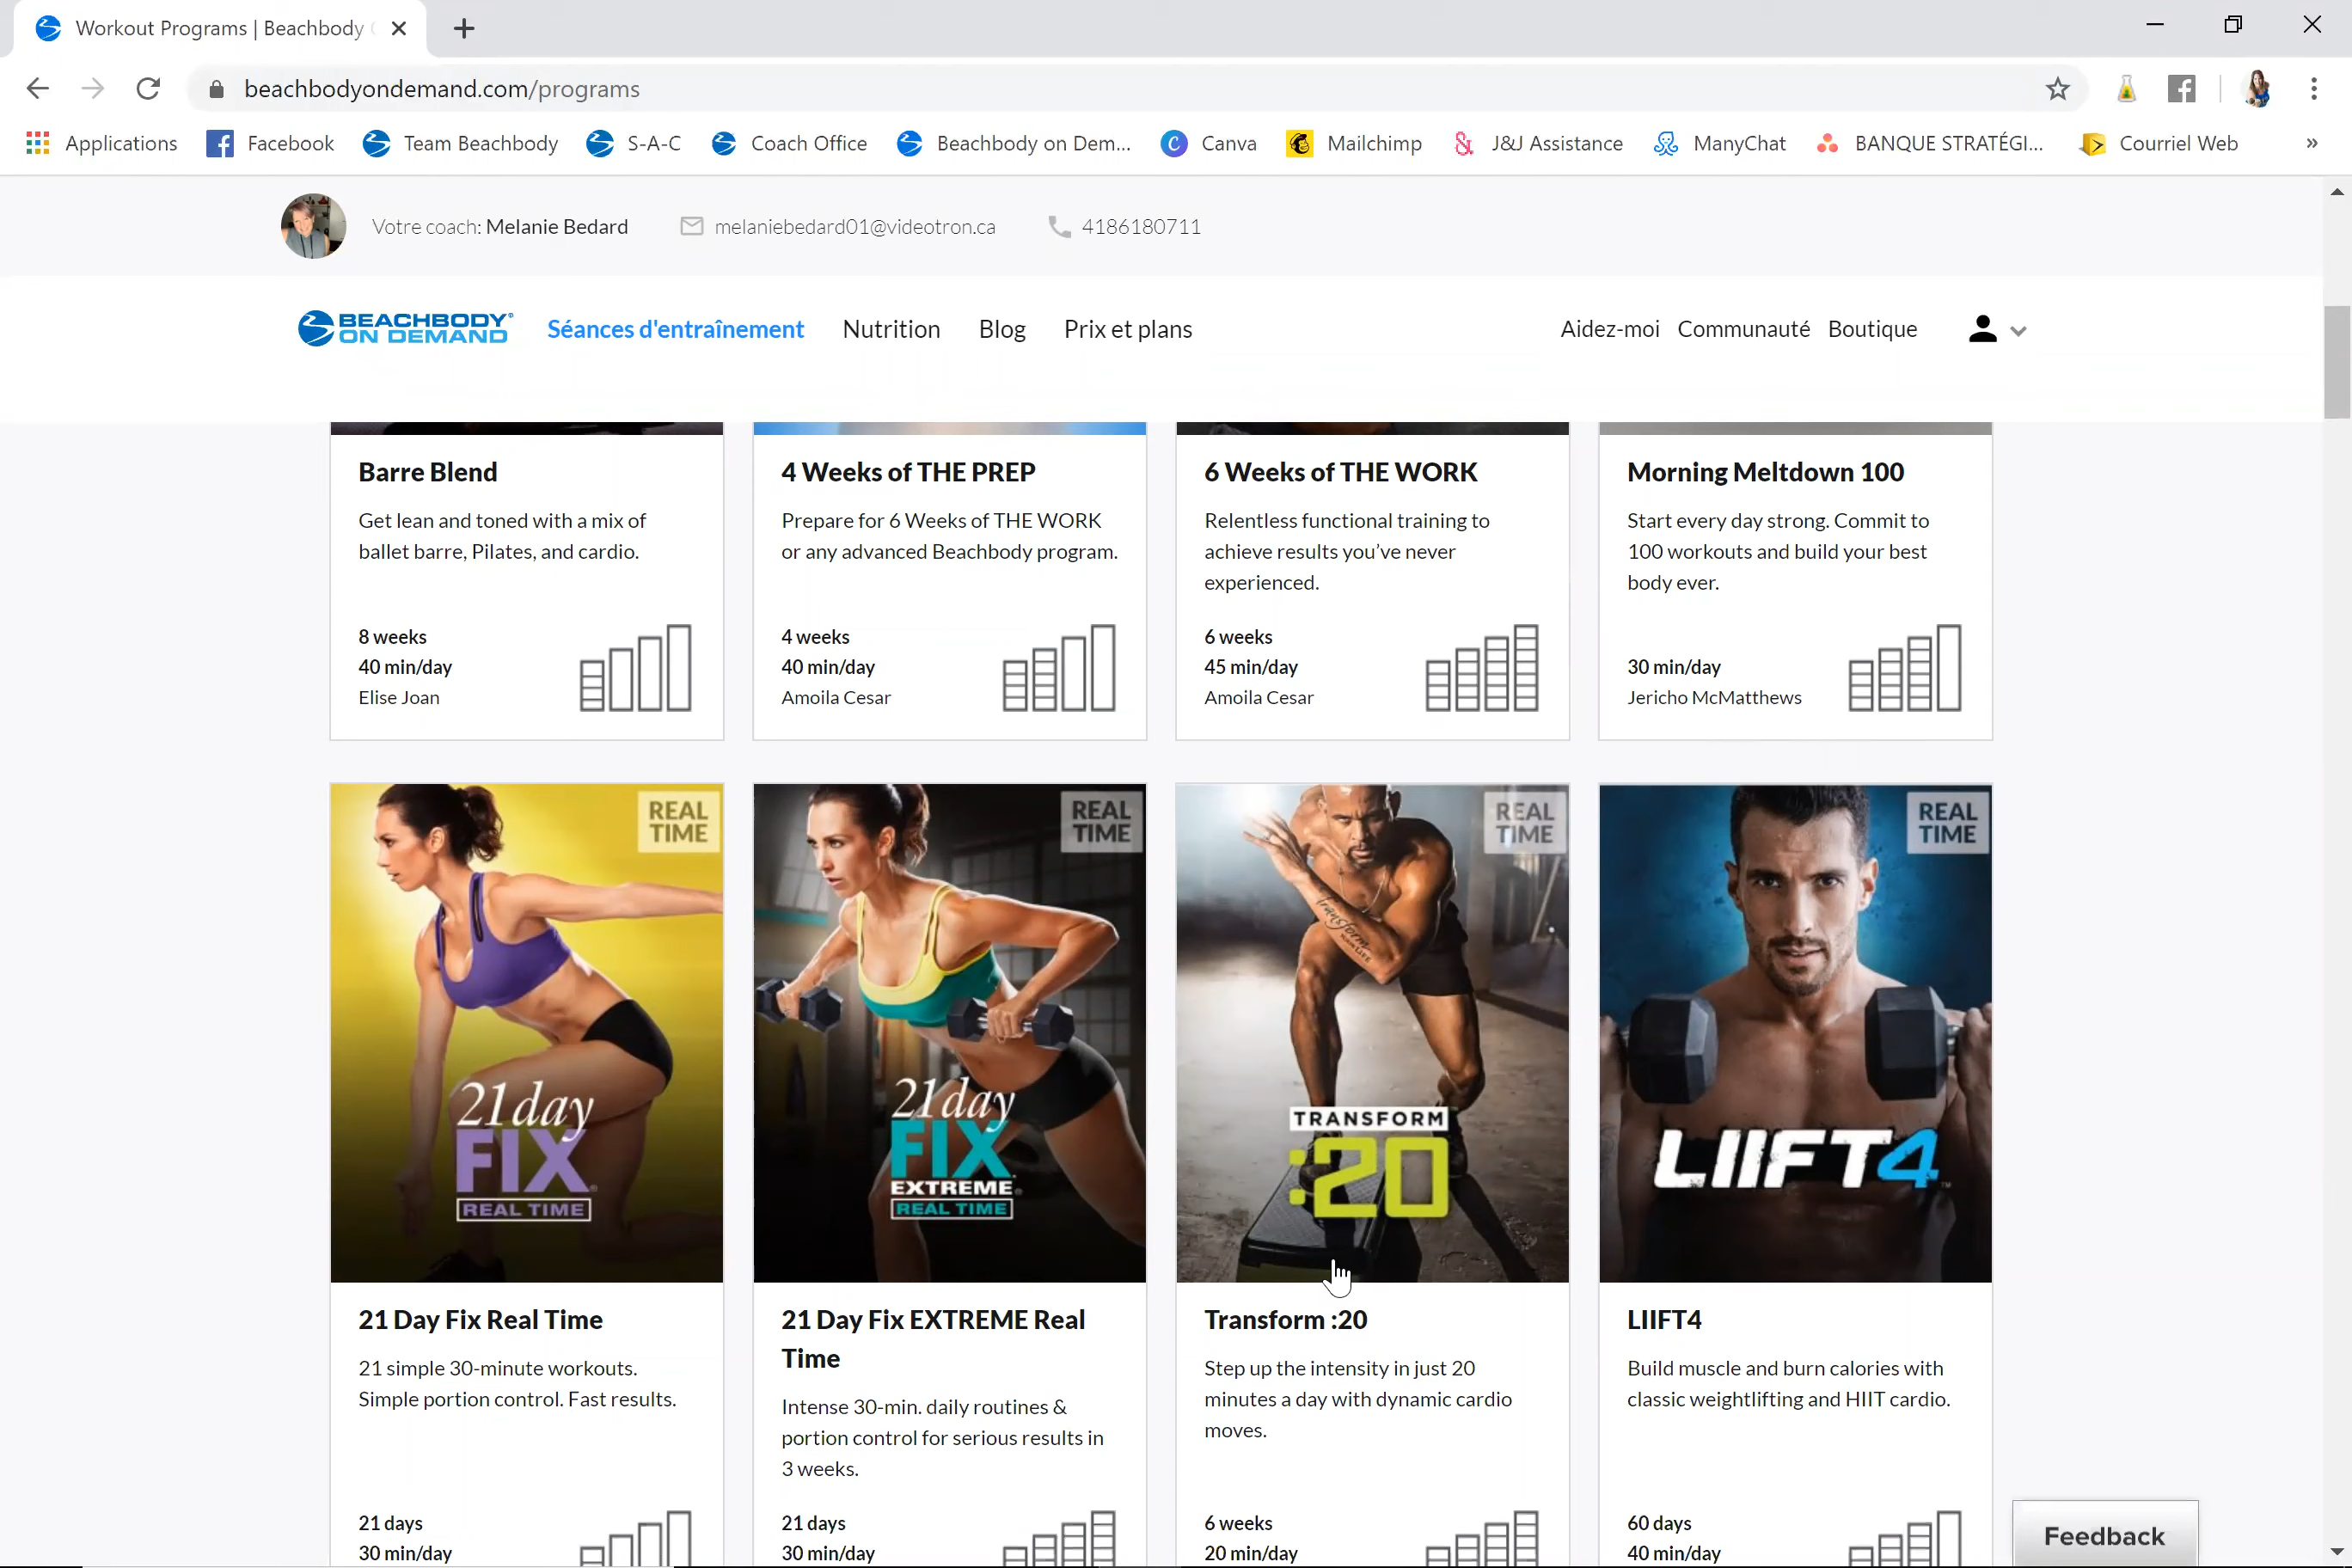 Workout Programs | Beachbody
beachbodyondemand.com/programs
Applications Facebook Team Beachbody S-A-C Coach Office Beachbody on Dem... Canva Mailchimp J&J Assistance ManyChat BANQUE STRATÉGI... Courriel Web »
Votre coach: Melanie Bedard melaniebedard01@videotron.ca 4186180711
BEACHBODY
ON DEMAND
Séances d'entraînement Nutrition Blog Prix et plans Aidez-moi Communauté Boutique
Barre Blend
Get lean and toned with a mix of
ballet barre, Pilates, and cardio.
8 weeks
40 min/day
Elise Joan
4 Weeks of THE PREP
Prepare for 6 Weeks of THE WORK
or any advanced Beachbody program.
4 weeks
40 min/day
Amoila Cesar
6 Weeks of THE WORK
Relentless functional training to
achieve results you’ve never
experienced.
6 weeks
45 min/day
Amoila Cesar
Morning Meltdown 100
Start every day strong. Commit to
100 workouts and build your best
body ever.
30 min/day
Jericho McMatthews
REAL
TIME
21 day
FIX
REAL TIME
21 Day Fix Real Time
21 simple 30-minute workouts.
Simple portion control. Fast results.
21 days
30 min/day
REAL
TIME
21 day
FIX
EXTREME
REAL TIME
21 Day Fix EXTREME Real
Time
Intense 30-min. daily routines &
portion control for serious results in
3 weeks.
21 days
30 min/day
REAL
TIME
TRANSFORM
:20
Transform :20
Step up the intensity in just 20
minutes a day with dynamic cardio
moves.
6 weeks
20 min/day
REAL
TIME
LIIFT4
LIIFT4
Build muscle and burn calories with
classic weightlifting and HIIT cardio.
60 days
40 min/day
Feedback